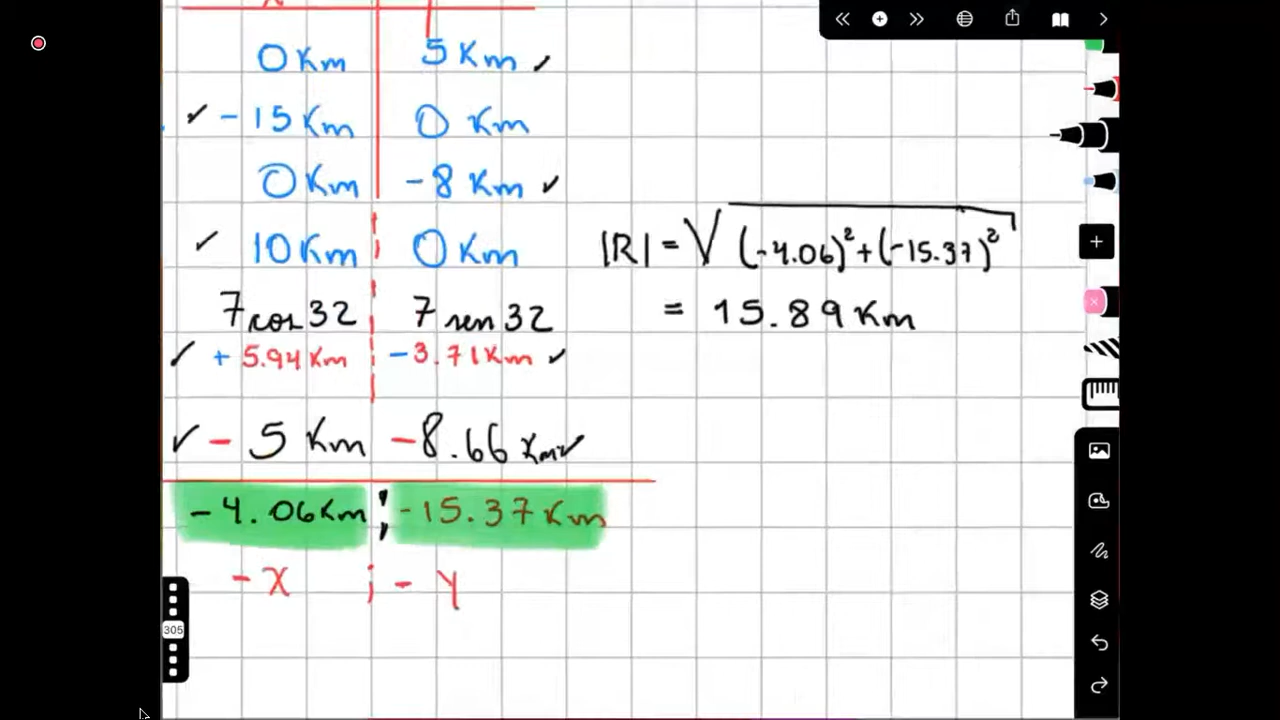 0 Km 5 Km ✓
✓ - 15 Km 0 Km
0 Km - 8 Km ✓
✓ 10 Km 0 Km
7 cos 32 7 sen 32
✓ + 5.94 Km - 3.71 Km ✓
✓ - 5 Km - 8.66 Km ✓
- 4.06 Km ; - 15.37 Km
- X ; - Y
|R| = √(-4.06)² + (-15.37)²
= 15.89 Km
305